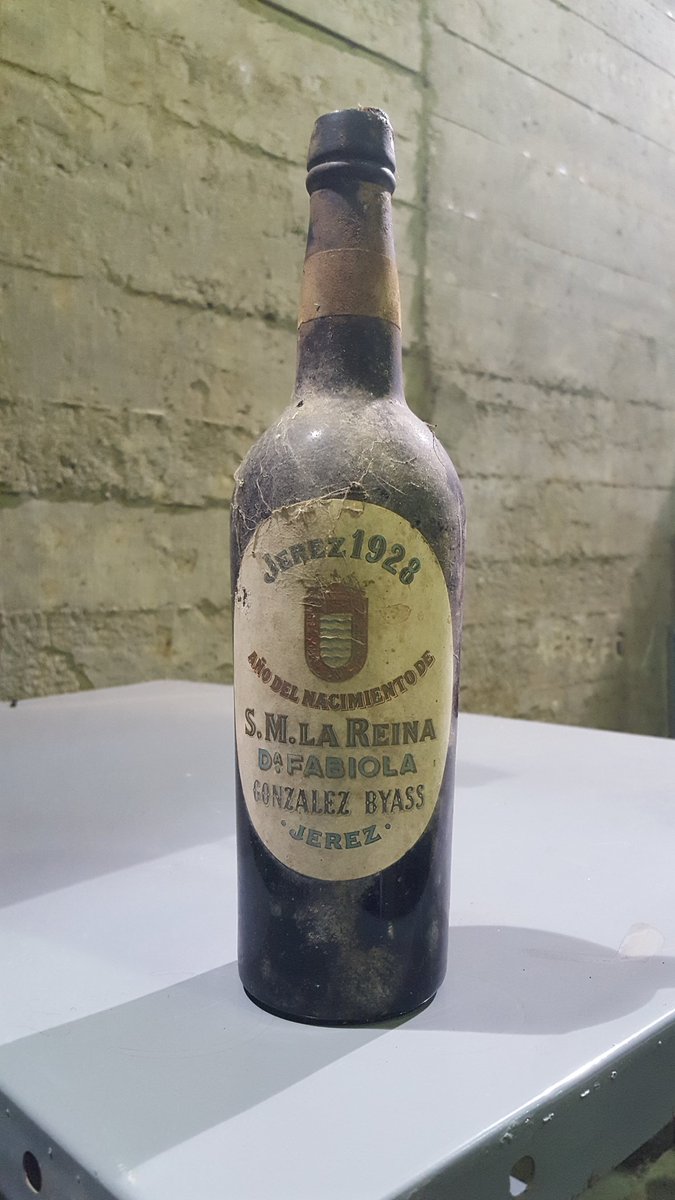 JEREZ 1928
AÑO DEL NACIMIENTO DE
S. M. LA REINA
Dª FABIOLA
GONZALEZ BYASS
· JEREZ ·